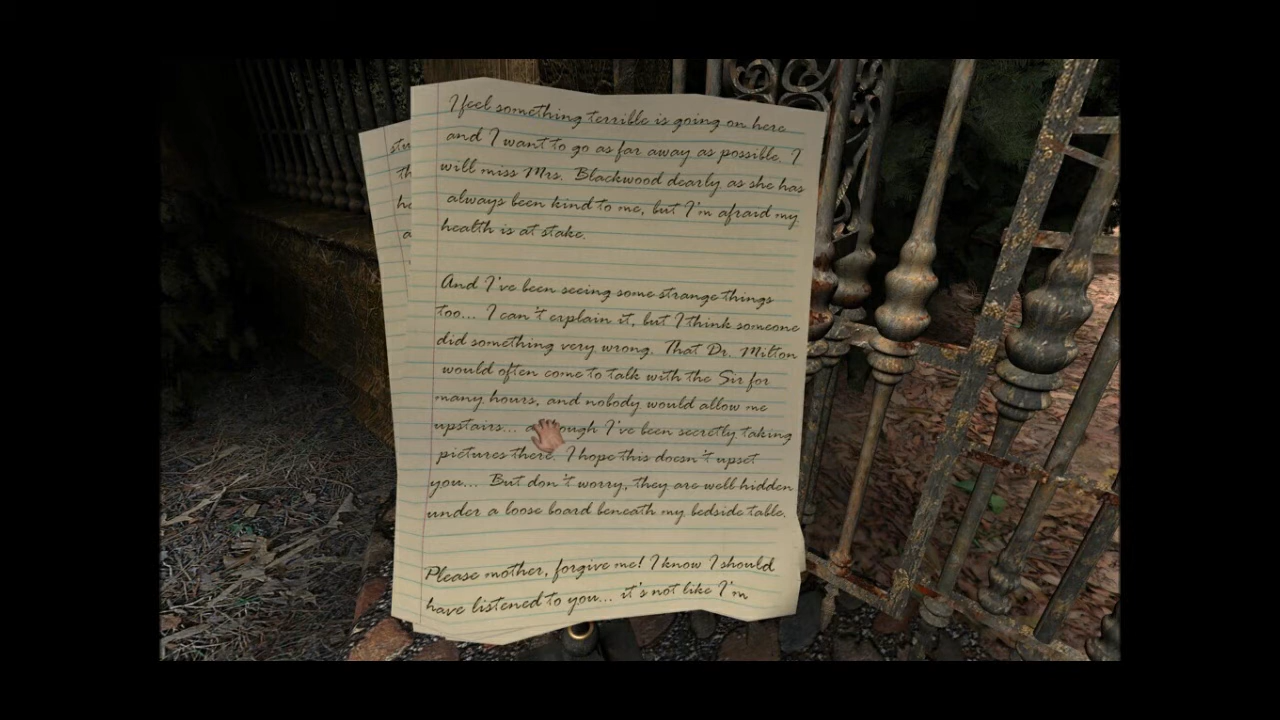 I feel something terrible is going on here
and I want to go as far away as possible. I
will miss Mrs. Blackwood dearly as she has
always been kind to me, but I'm afraid my
health is at stake.
And I've been seeing some strange things
too... I can't explain it, but I think someone
did something very wrong. That Dr. Milton
would often come to talk with the Sir for
many hours, and nobody would allow me
upstairs... I've been secretly taking
pictures there. I hope this doesn't upset
you... But don't worry, they are well hidden
under a loose board beneath my bedside table.
Please mother, forgive me! I know I should
have listened to you... it's not like I'm